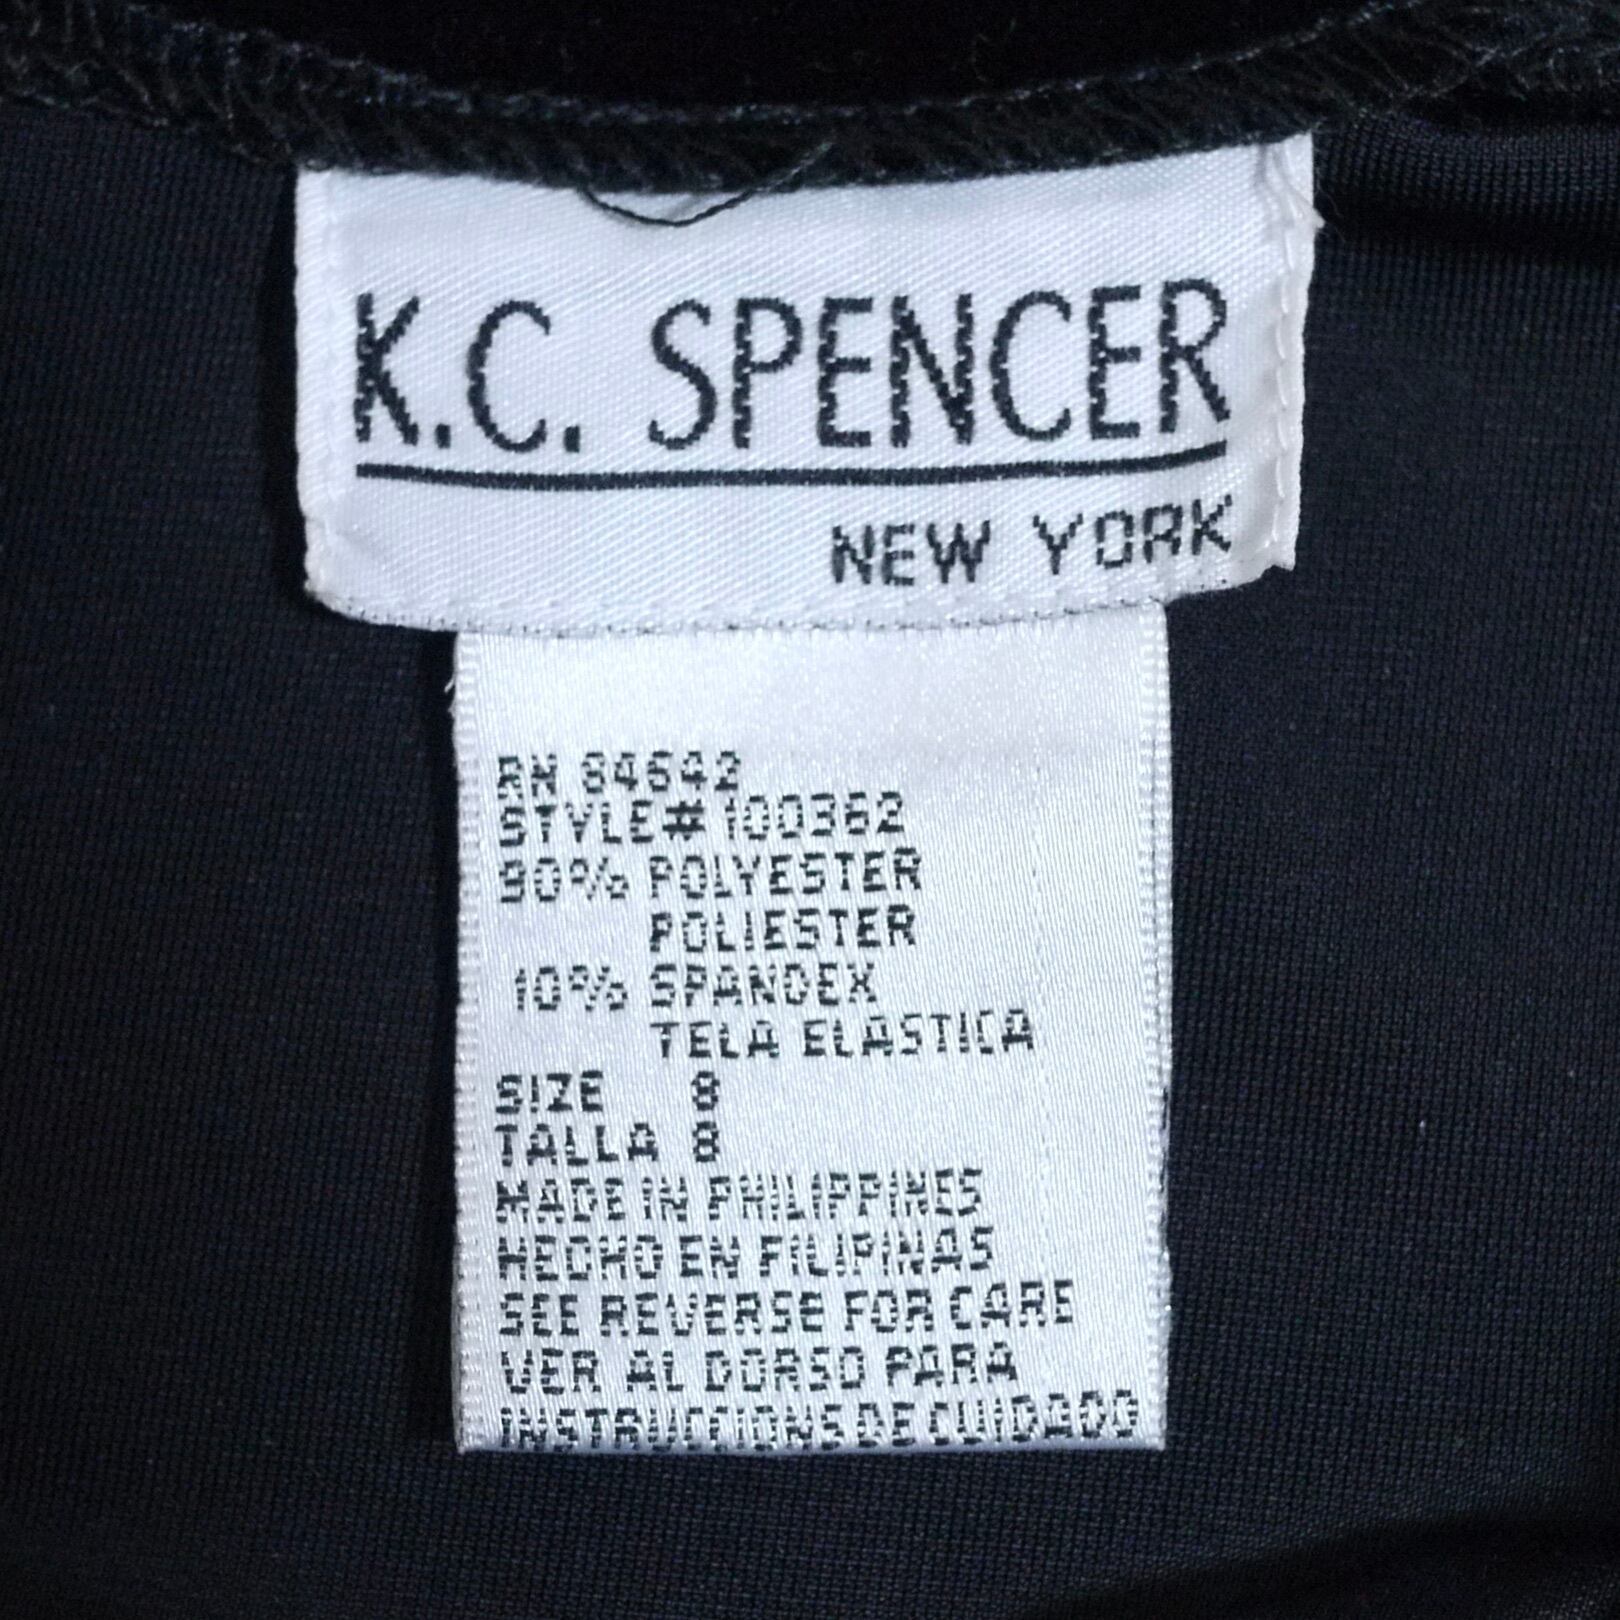 K.C. SPENCER
NEW YORK
RN 84642
STYLE# 100362
90% POLYESTER
POLIESTER
10% SPANDEX
TELA ELASTICA
SIZE 8
TALLA 8
MADE IN PHILIPPINES
HECHO EN FILIPINAS
SEE REVERSE FOR CARE
VER AL DORSO PARA
INSTRUCCIONS DE CUIDADO